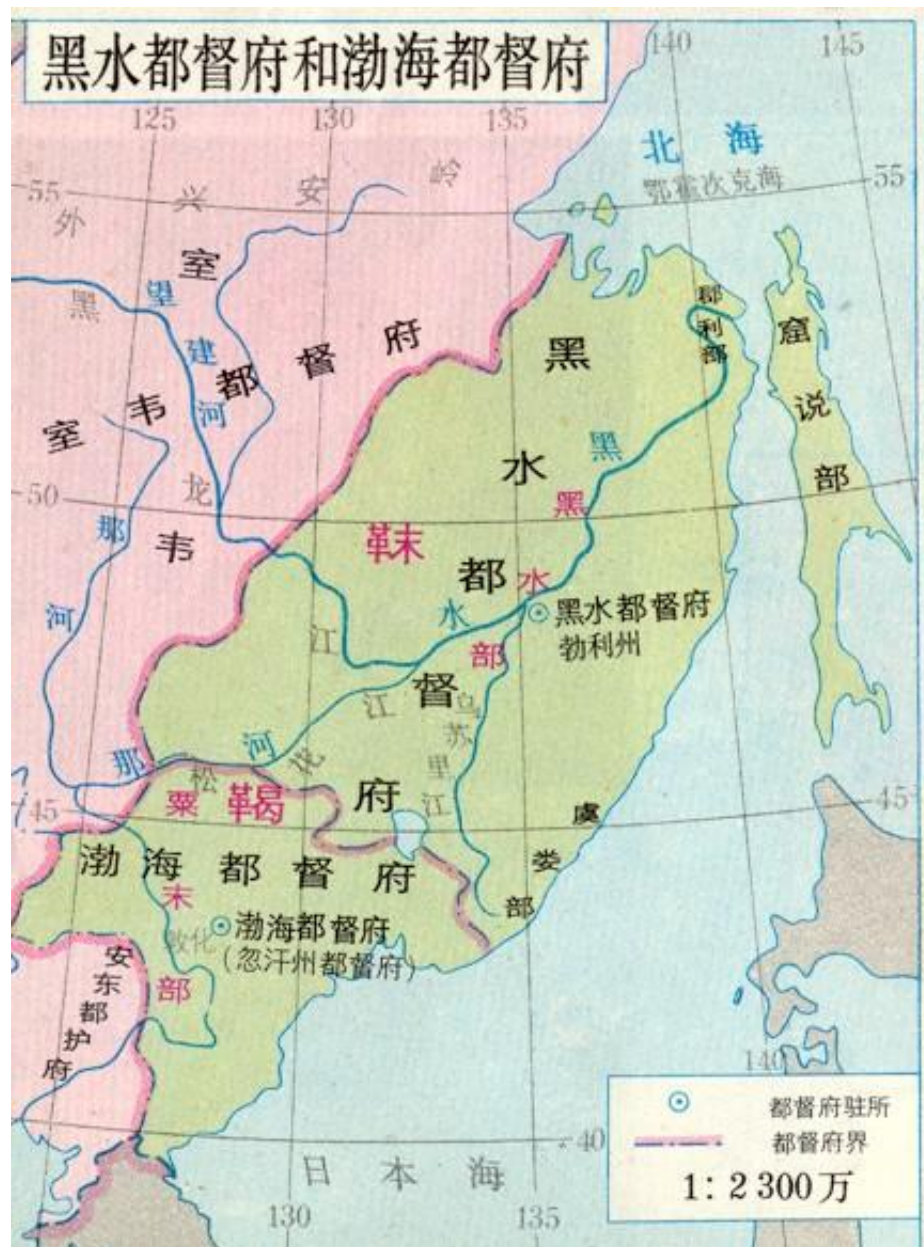 黑水都督府和渤海都督府
140
145
125
130
135
北海
鄂霍次克海
55
55
外兴安岭
室韦都督府
黑龙江
望建河
室韦
郡利部
窟说部
黑水都督府
50
50
那河
靺鞨
黑水
黑水部
黑水都督府
勃利州
乌苏里江
松花江
那河
45
45
粟末部
虞娄部
渤海都督府
敦化
渤海都督府
(忽汗州都督府)
安东都护府
140
40
日本海
130
135
都督府驻所
都督府界
1:2300万